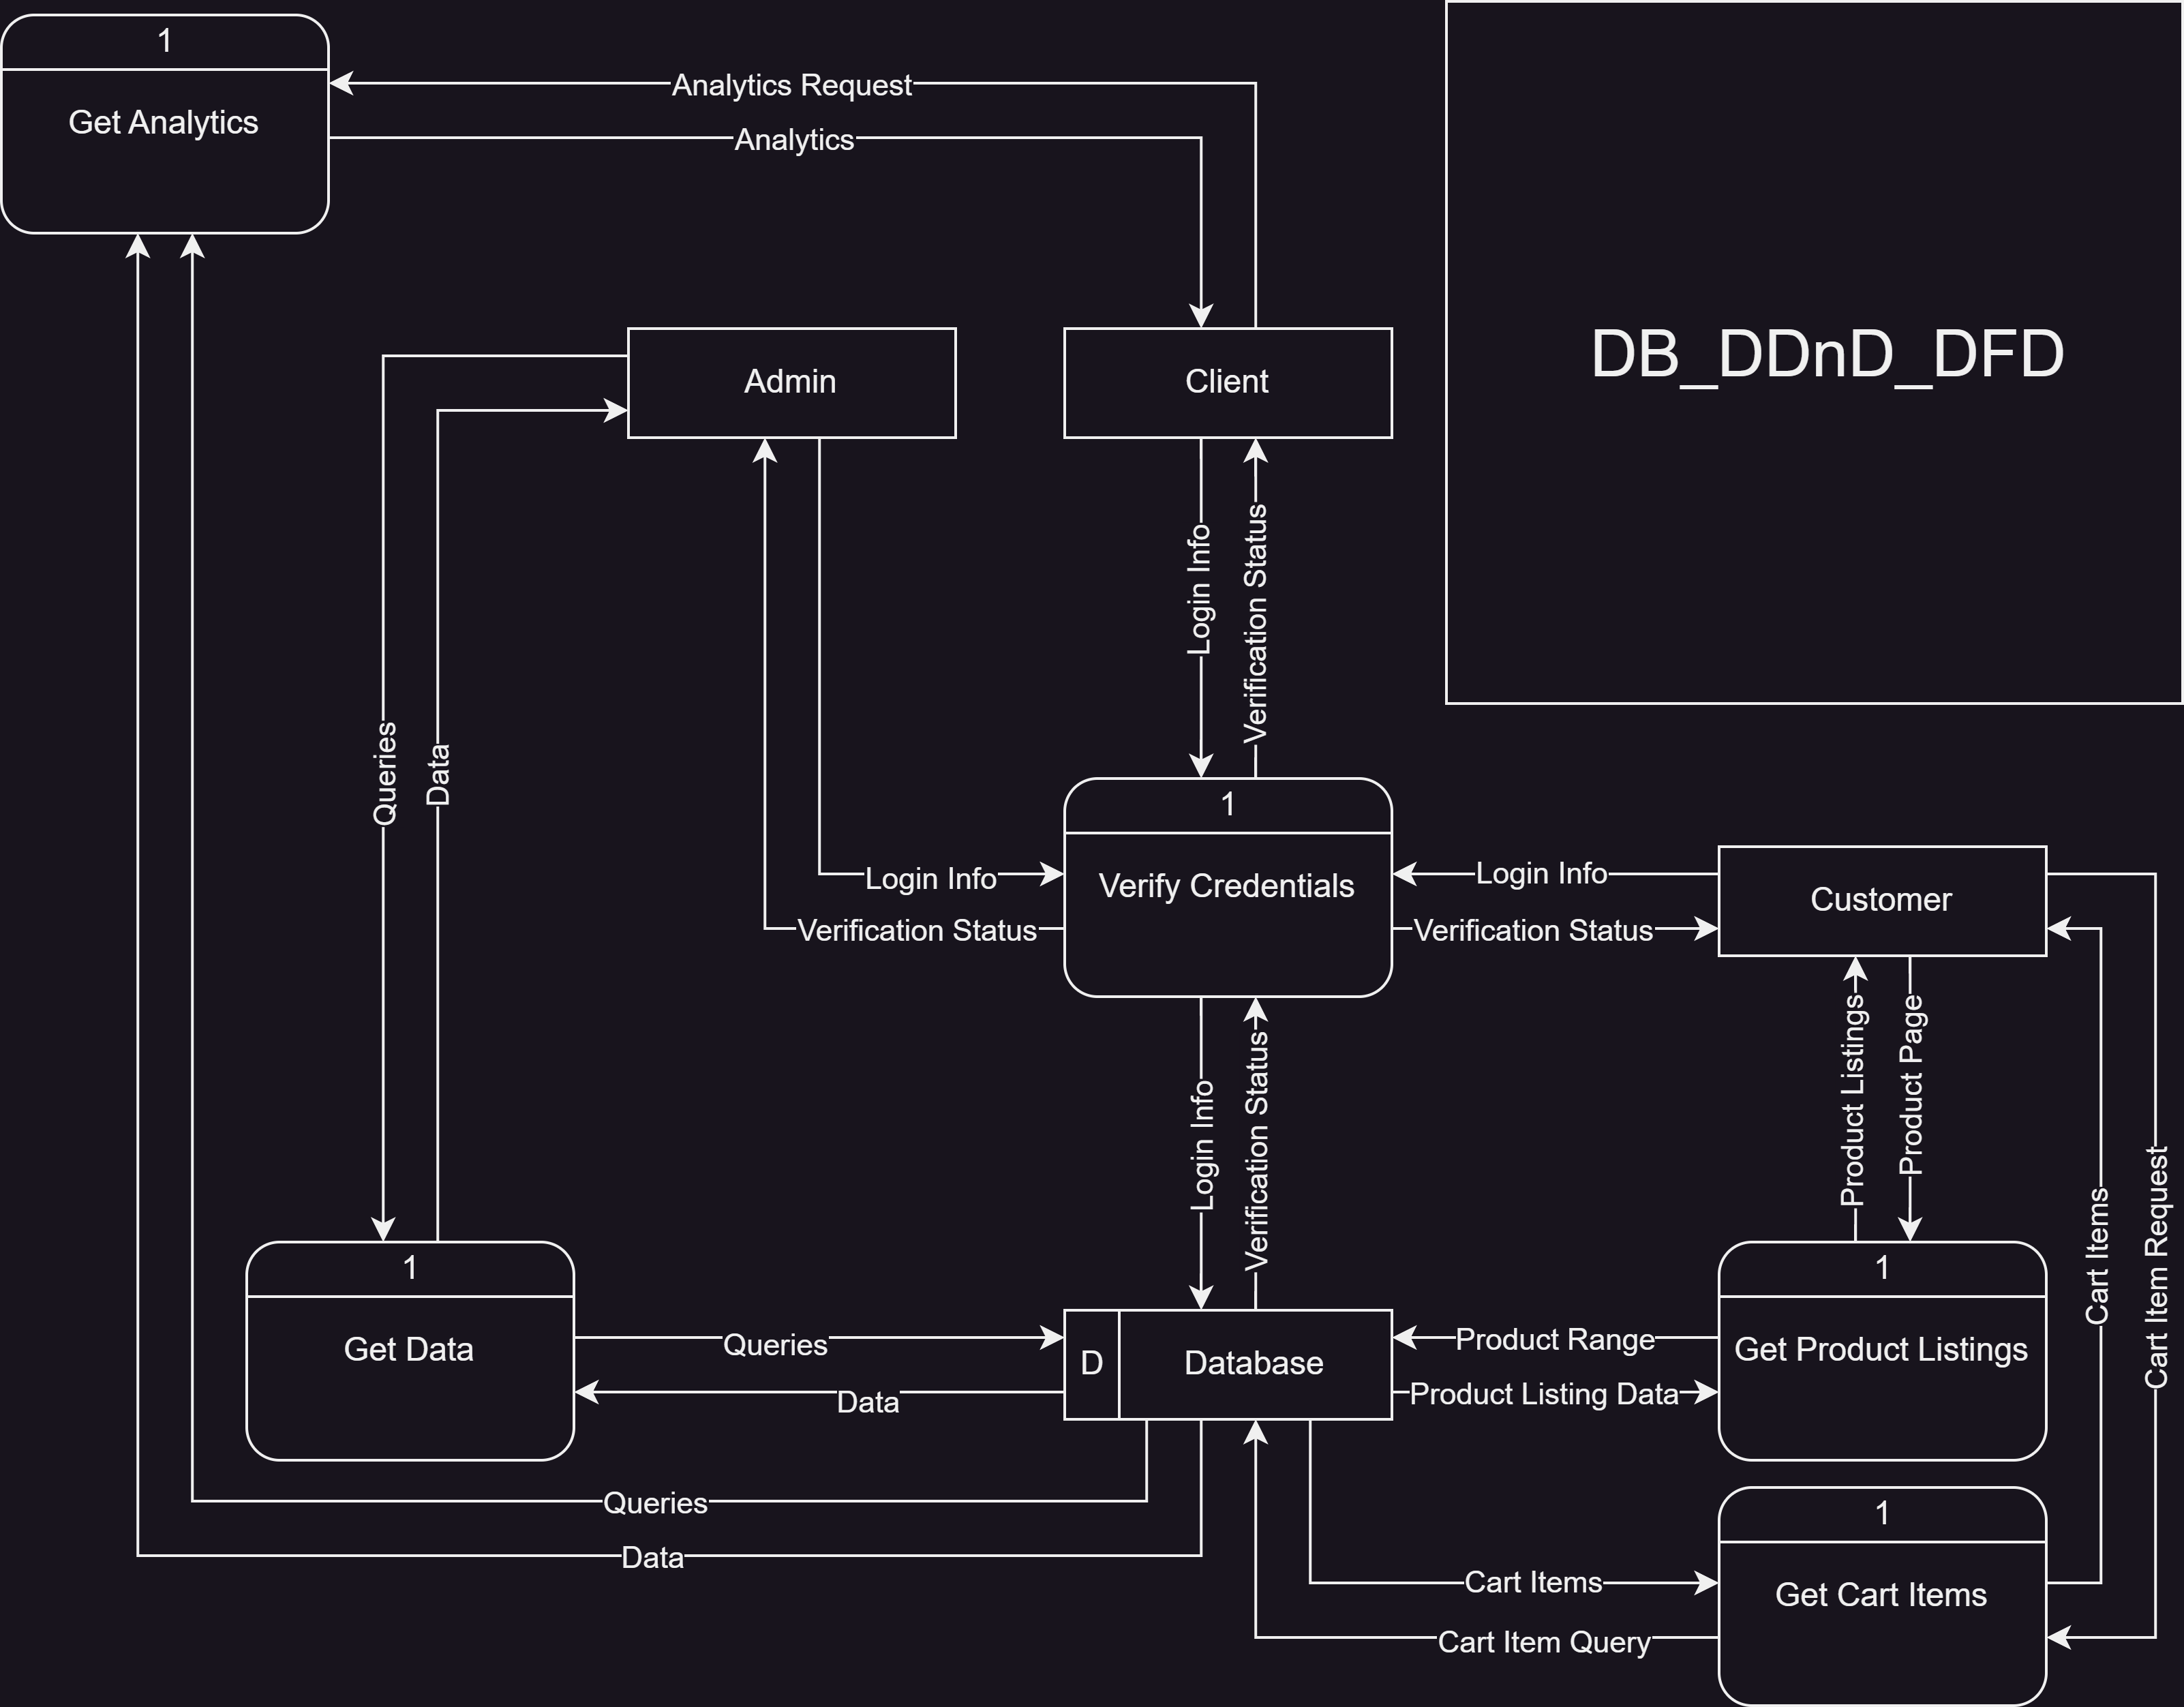 1
Get Analytics
Analytics Request
Analytics
DB_DDnD_DFD
Admin
Client
Login Info
Verification Status
Queries
Data
1
Verify Credentials
Login Info
Verification Status
Login Info
Verification Status
Customer
Product Listings
Product Page
Login Info
Verification Status
Cart Items
Cart Item Request
1
Get Data
Queries
Data
D
Database
Product Range
Product Listing Data
1
Get Product Listings
Queries
Data
Cart Items
Cart Item Query
1
Get Cart Items